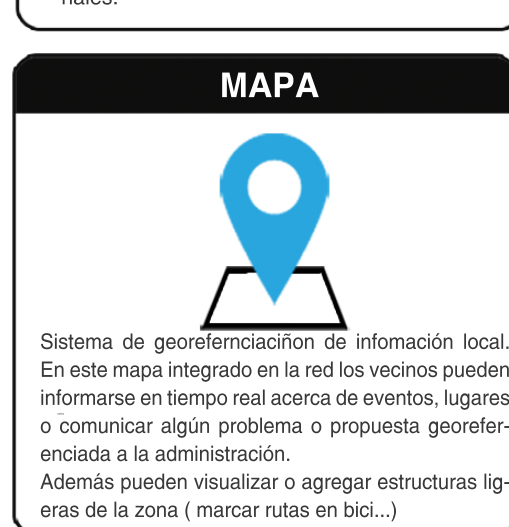 nales.
MAPA
Sistema de georefernciaciñon de infomación local.
En este mapa integrado en la red los vecinos pueden
informarse en tiempo real acerca de eventos, lugares
o comunicar algún problema o propuesta georefer-
enciada a la administración.
Además pueden visualizar o agregar estructuras lig-
eras de la zona ( marcar rutas en bici...)